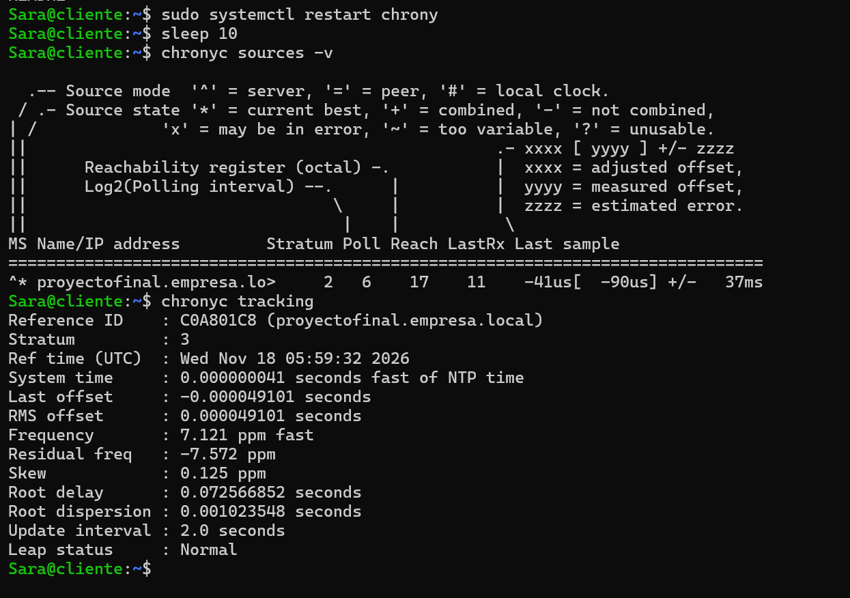 Sara@cliente:~$ sudo systemctl restart chrony
Sara@cliente:~$ sleep 10
Sara@cliente:~$ chronyc sources -v

  .-- Source mode  '^' = server, '=' = peer, '#' = local clock.
 / .- Source state '*' = current best, '+' = combined, '-' = not combined,
| /             'x' = may be in error, '~' = too variable, '?' = unusable.
||                                                 .- xxxx [ yyyy ] +/- zzzz
||      Reachability register (octal) -.           |  xxxx = adjusted offset,
||      Log2(Polling interval) --.      |          |  yyyy = measured offset,
||                                \     |          |  zzzz = estimated error.
||                                 |    |           \
MS Name/IP address         Stratum Poll Reach LastRx Last sample
===============================================================================
^* proyectofinal.empresa.lo>     2   6    17    11    -41us[  -90us] +/-   37ms
Sara@cliente:~$ chronyc tracking
Reference ID    : C0A801C8 (proyectofinal.empresa.local)
Stratum         : 3
Ref time (UTC)  : Wed Nov 18 05:59:32 2026
System time     : 0.000000041 seconds fast of NTP time
Last offset     : -0.000049101 seconds
RMS offset      : 0.000049101 seconds
Frequency       : 7.121 ppm fast
Residual freq   : -7.572 ppm
Skew            : 0.125 ppm
Root delay      : 0.072566852 seconds
Root dispersion : 0.001023548 seconds
Update interval : 2.0 seconds
Leap status     : Normal
Sara@cliente:~$